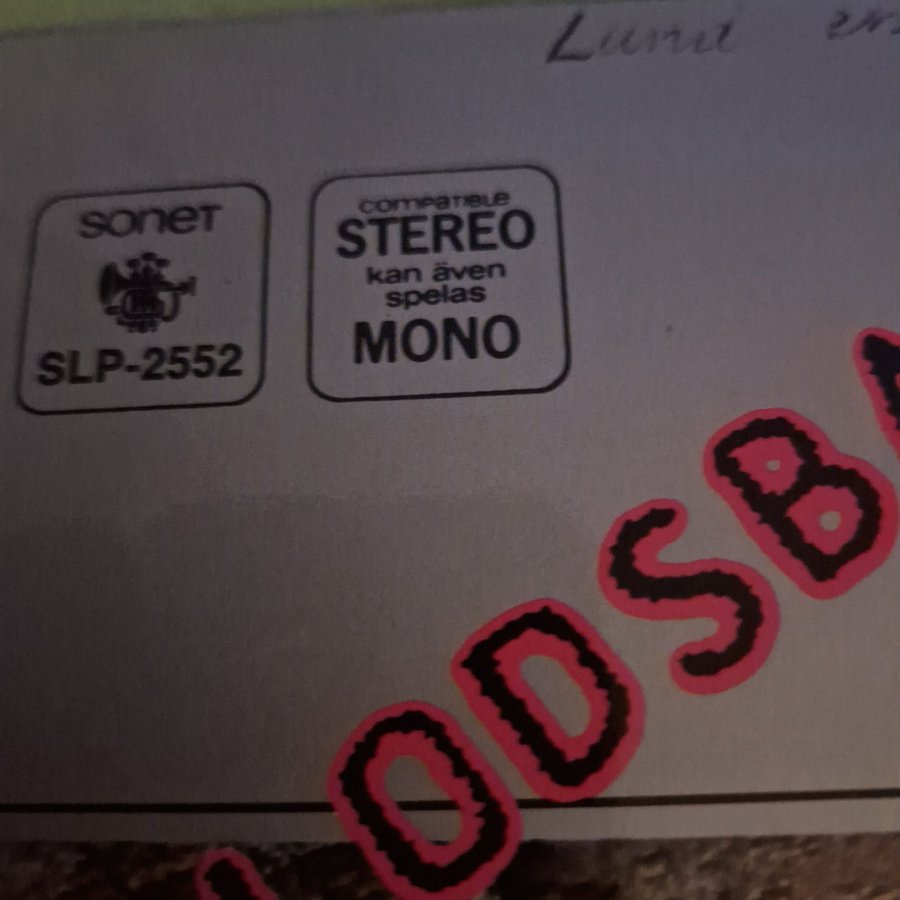 Lund
sonet
SLP-2552
compatible
STEREO
kan även
spelas
MONO
ODSB